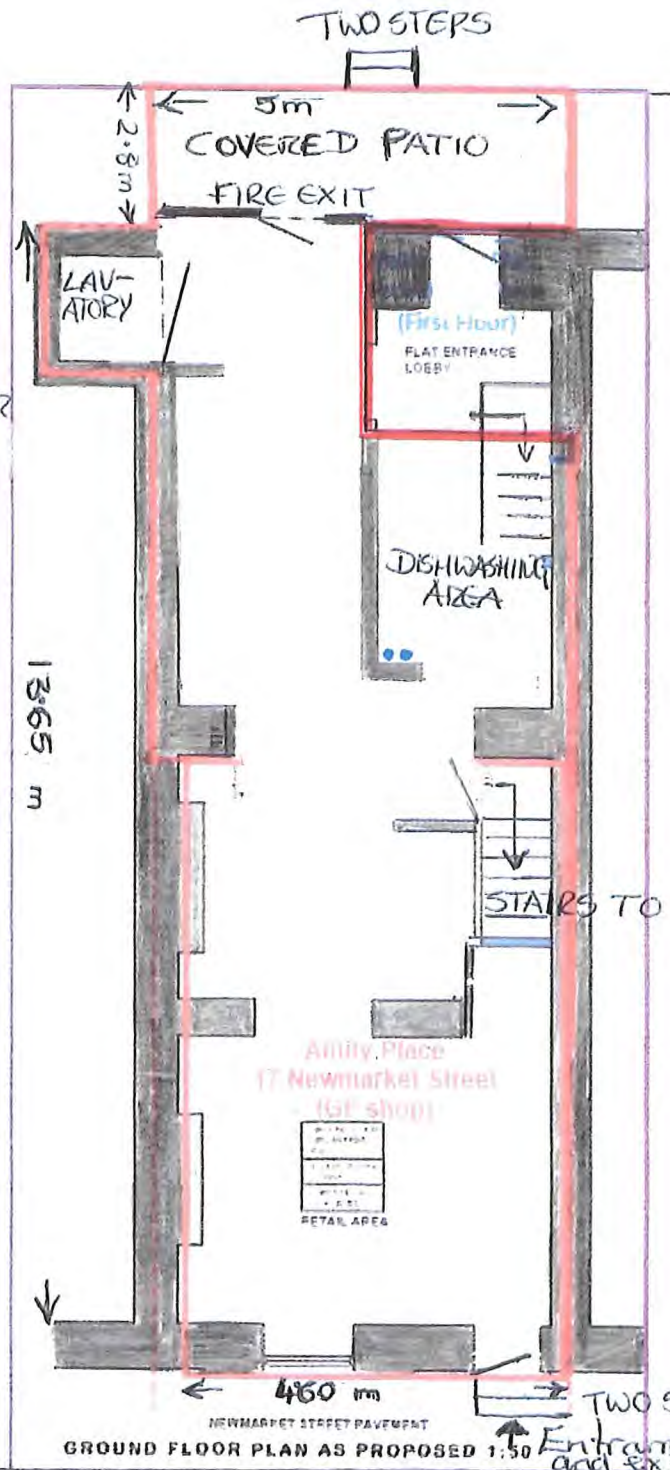 TWO STEPS
5m
2.8m
COVERED PATIO
FIRE EXIT
LAV-
ATORY
(First Floor)
FLAT ENTRANCE
LOBBY
DISHWASHING
AREA
13.65 m
STAIRS TO
Amity Place
17 Newmarket Street
(GF shop)
RETAIL AREA
4.60 m
TWO S
NEWMARKET STREET PAVEMENT
GROUND FLOOR PLAN AS PROPOSED 1:50
Entran
and ex